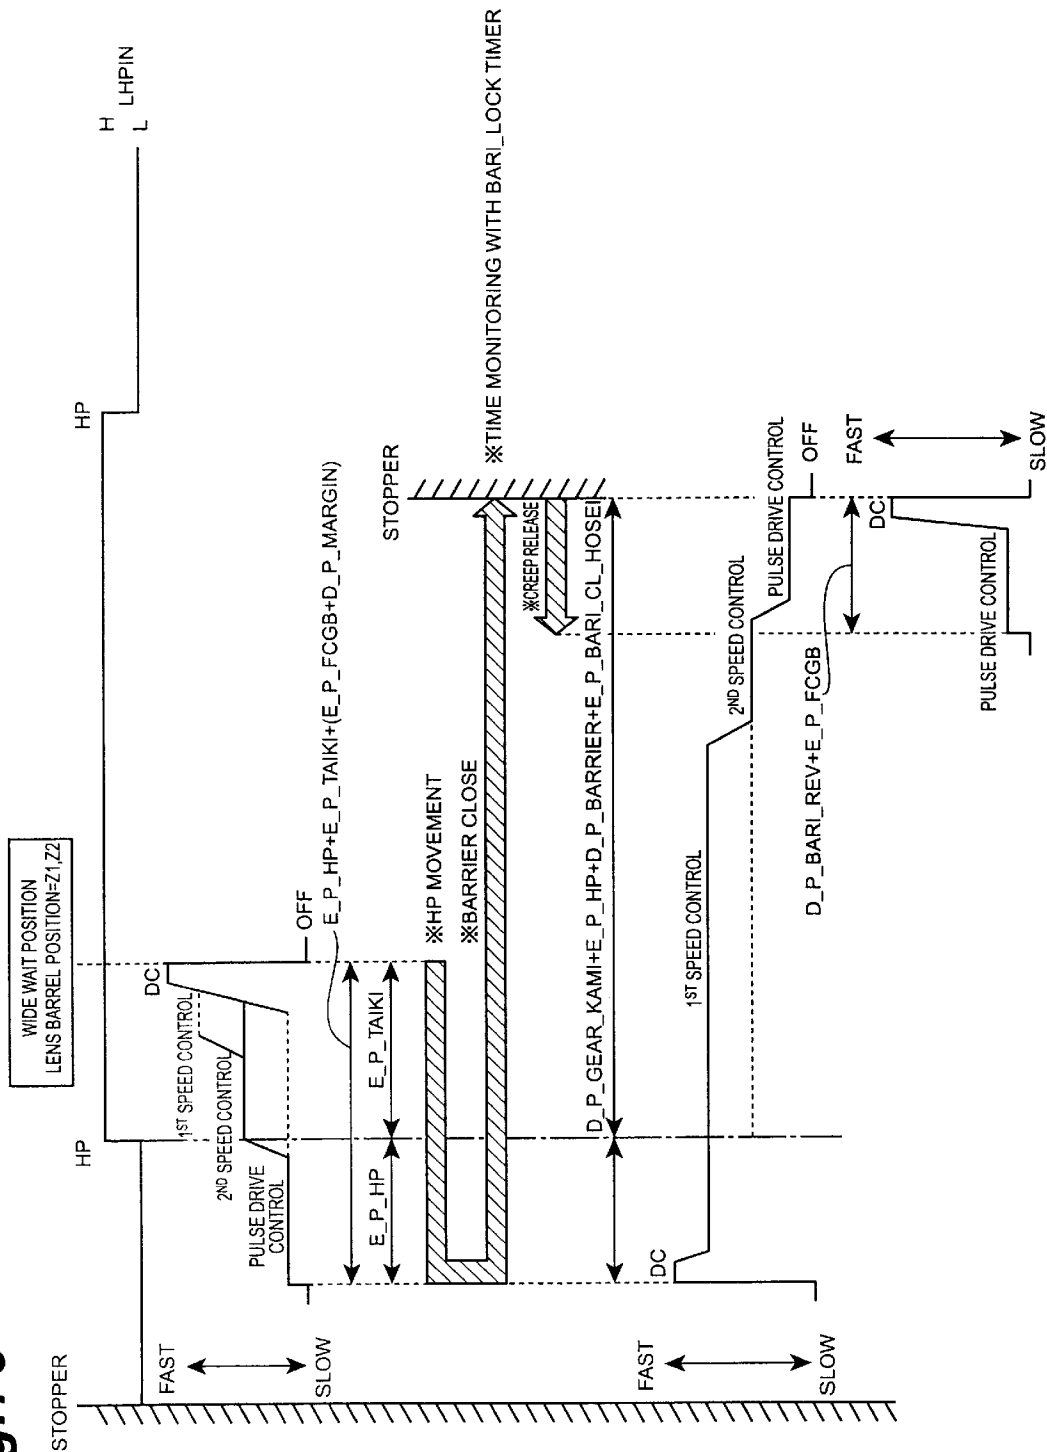 WIDE WAIT POSITION
LENS BARREL POSITION=Z1,Z2
STOPPER
HP
HP
H
L
LHPIN
FAST
SLOW
DC
1ST SPEED CONTROL
2ND SPEED CONTROL
PULSE DRIVE
CONTROL
OFF
E_P_HP+E_P_TAIKI+(E_P_FCGB+D_P_MARGIN)
E_P_HP
E_P_TAIKI
STOPPER
※HP MOVEMENT
※BARRIER CLOSE
※TIME MONITORING WITH BARI_LOCK TIMER
※CREEP RELEASE
D_P_GEAR_KAMI+E_P_HP+D_P_BARRIER+E_P_BARI_CL_HOSEI
FAST
SLOW
DC
1ST SPEED CONTROL
2ND SPEED CONTROL
PULSE DRIVE CONTROL
OFF
D_P_BARI_REV+E_P_FCGB
FAST
SLOW
DC
PULSE DRIVE CONTROL